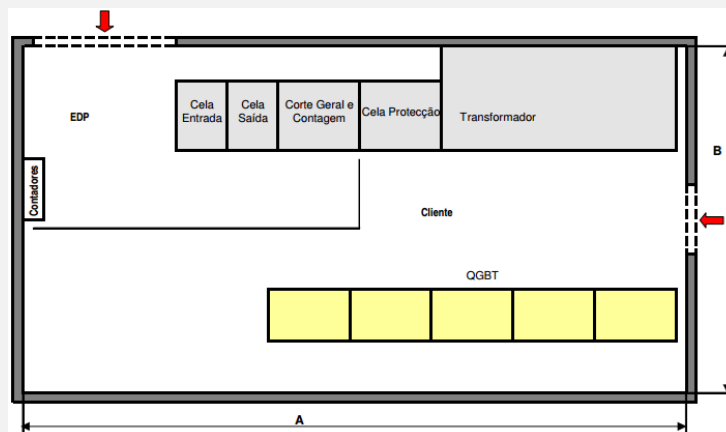 EDP
Cela
Entrada
Cela
Saída
Corte Geral e
Contagem
Cela Protecção
Transformador
B
Contadores
Cliente
QGBT
A